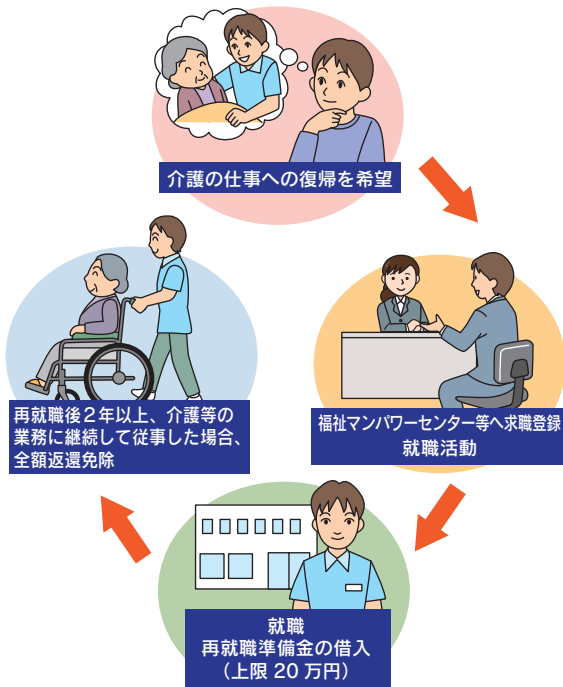 介護の仕事への復帰を希望
福祉マンパワーセンター等へ求職登録
就職活動
就職
再就職準備金の借入
（上限 20 万円）
再就職後２年以上、介護等の
業務に継続して従事した場合、
全額返還免除